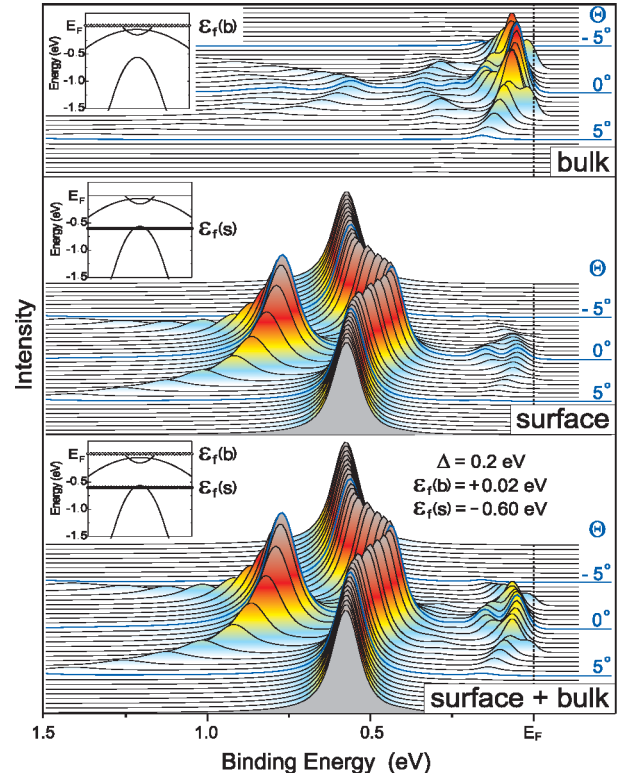 E_F
0.0
-0.5
-1.0
-1.5
Energy (eV)
ε_f(b)
Θ
-5°
0°
5°
bulk
E_F
-0.5
-1.0
-1.5
Energy (eV)
ε_f(s)
Θ
-5°
0°
5°
surface
Intensity
E_F
-0.5
-1.0
-1.5
Energy (eV)
ε_f(b)
ε_f(s)
Δ = 0.2 eV
ε_f(b) = +0.02 eV
ε_f(s) = -0.60 eV
Θ
-5°
0°
5°
surface + bulk
1.5
1.0
0.5
E_F
Binding Energy (eV)